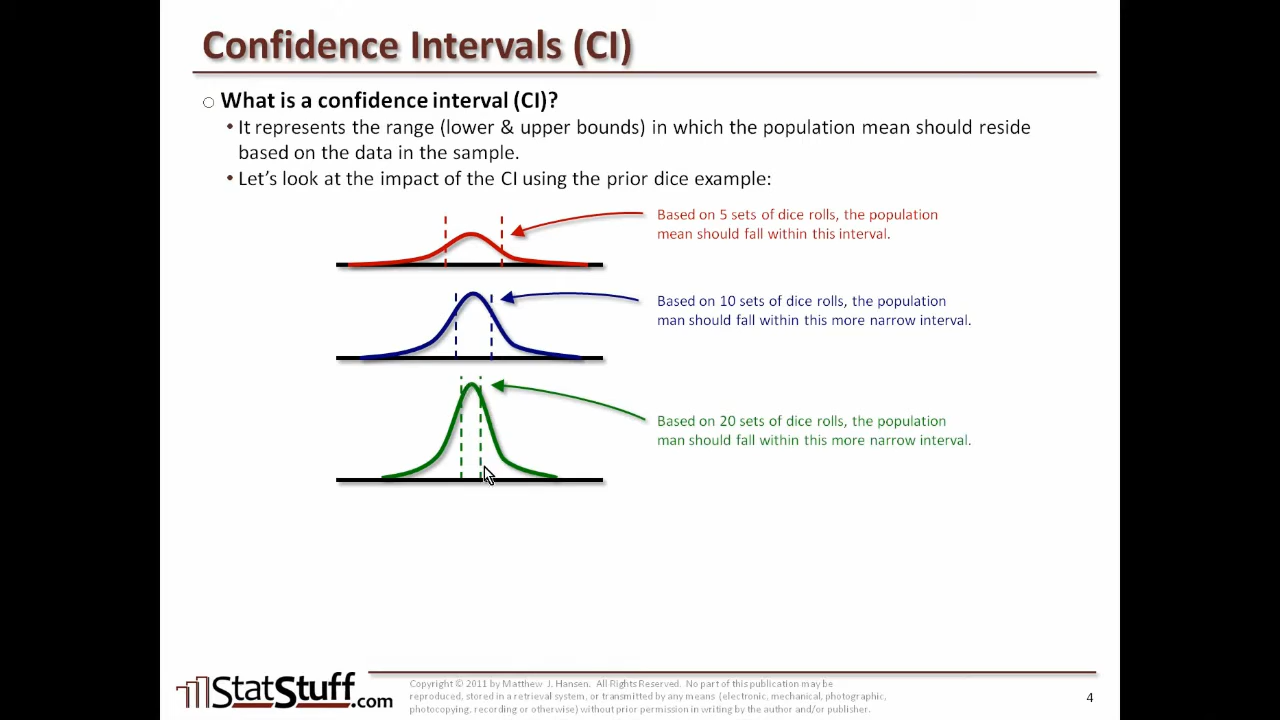 Confidence Intervals (CI)
○ What is a confidence interval (CI)?
• It represents the range (lower & upper bounds) in which the population mean should reside
based on the data in the sample.
• Let's look at the impact of the CI using the prior dice example:
Based on 5 sets of dice rolls, the population
mean should fall within this interval.
Based on 10 sets of dice rolls, the population
man should fall within this more narrow interval.
Based on 20 sets of dice rolls, the population
man should fall within this more narrow interval.
StatStuff.com
Copyright © 2011 by Matthew J. Hansen. All Rights Reserved. No part of this publication may be
reproduced, stored in a retrieval system, or transmitted by any means (electronic, mechanical, photographic,
photocopying, recording or otherwise) without prior permission in writing by the author and/or publisher.
4